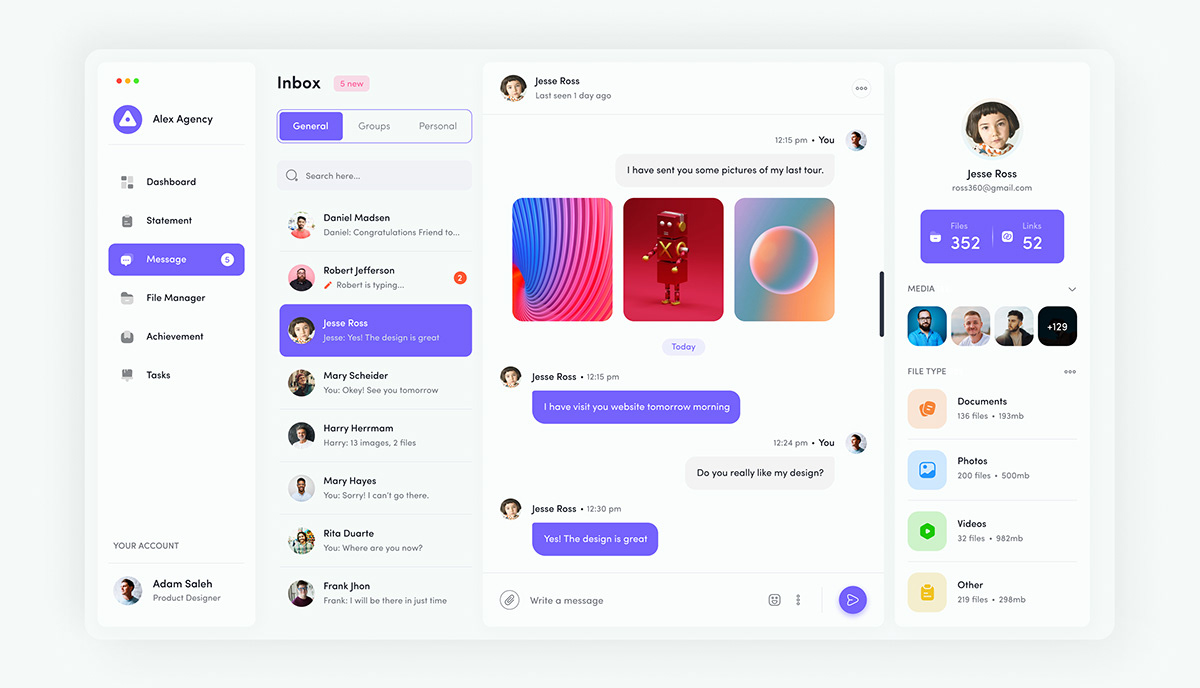 Alex Agency
Dashboard
Statement
Message 5
File Manager
Achievement
Tasks
YOUR ACCOUNT
Adam Saleh
Product Designer
Inbox 5 new
General Groups Personal
Search here...
Daniel Madsen
Daniel: Congratulations Friend to...
Robert Jefferson
Robert is typing...
2
Jesse Ross
Jesse: Yes! The design is great
Mary Scheider
You: Okey! See you tomorrow
Harry Herrmam
Harry: 13 images, 2 files
Mary Hayes
You: Sorry! I can't go there.
Rita Duarte
You: Where are you now?
Frank Jhon
Frank: I will be there in just time
Jesse Ross
Last seen 1 day ago
12:15 pm • You
I have sent you some pictures of my last tour.
XO
Today
Jesse Ross • 12:15 pm
I have visit you website tomorrow morning
12:24 pm • You
Do you really like my design?
Jesse Ross • 12:30 pm
Yes! The design is great
Write a message
Jesse Ross
ross360@gmail.com
Files Links
352 52
MEDIA
+129
FILE TYPE
Documents
136 files • 193mb
Photos
200 files • 500mb
Videos
32 files • 982mb
Other
219 files • 298mb